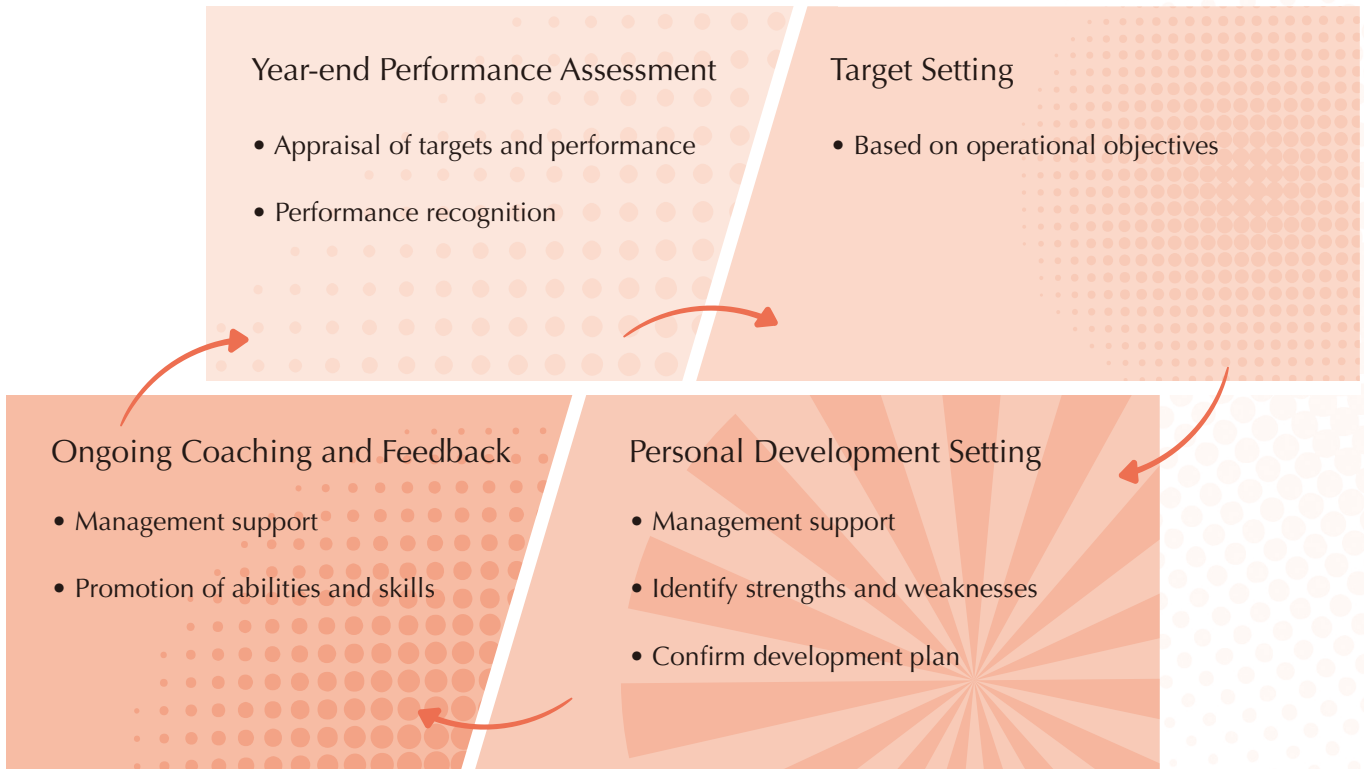 Year-end Performance Assessment
• Appraisal of targets and performance
• Performance recognition
Target Setting
• Based on operational objectives
Ongoing Coaching and Feedback
• Management support
• Promotion of abilities and skills
Personal Development Setting
• Management support
• Identify strengths and weaknesses
• Confirm development plan